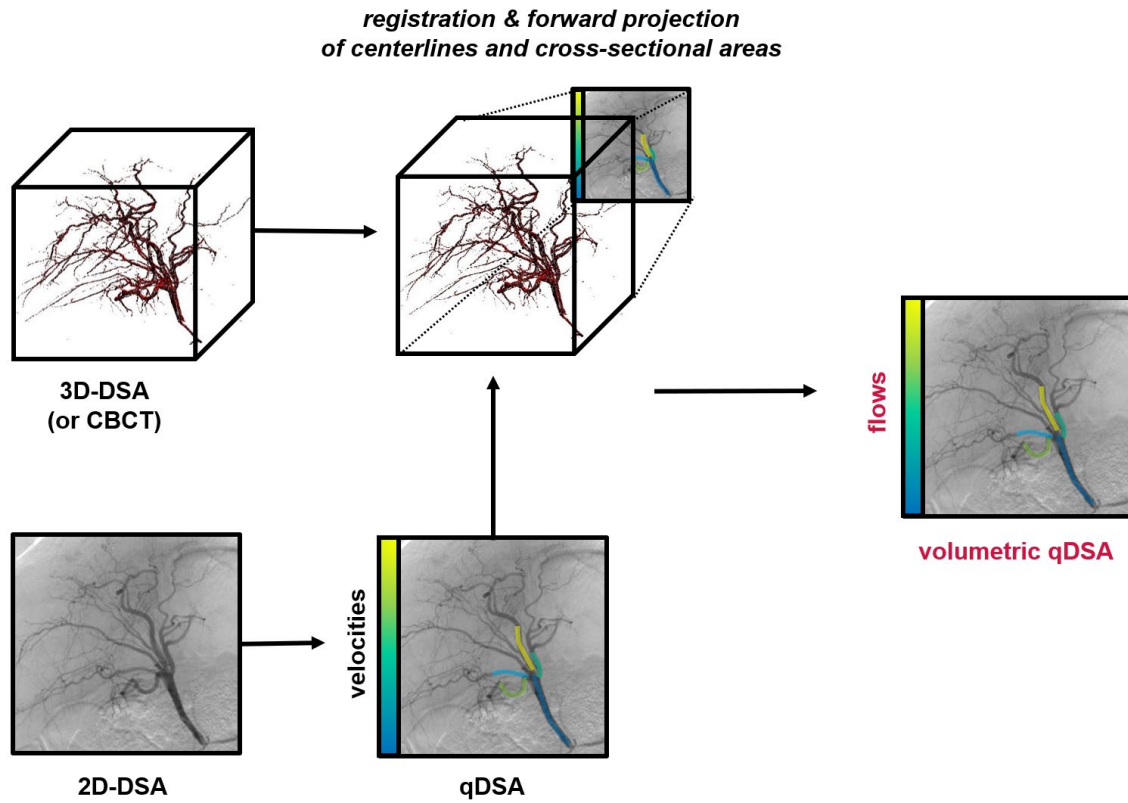 registration & forward projection
of centerlines and cross-sectional areas
3D-DSA
(or CBCT)
flows
volumetric qDSA
velocities
2D-DSA
qDSA